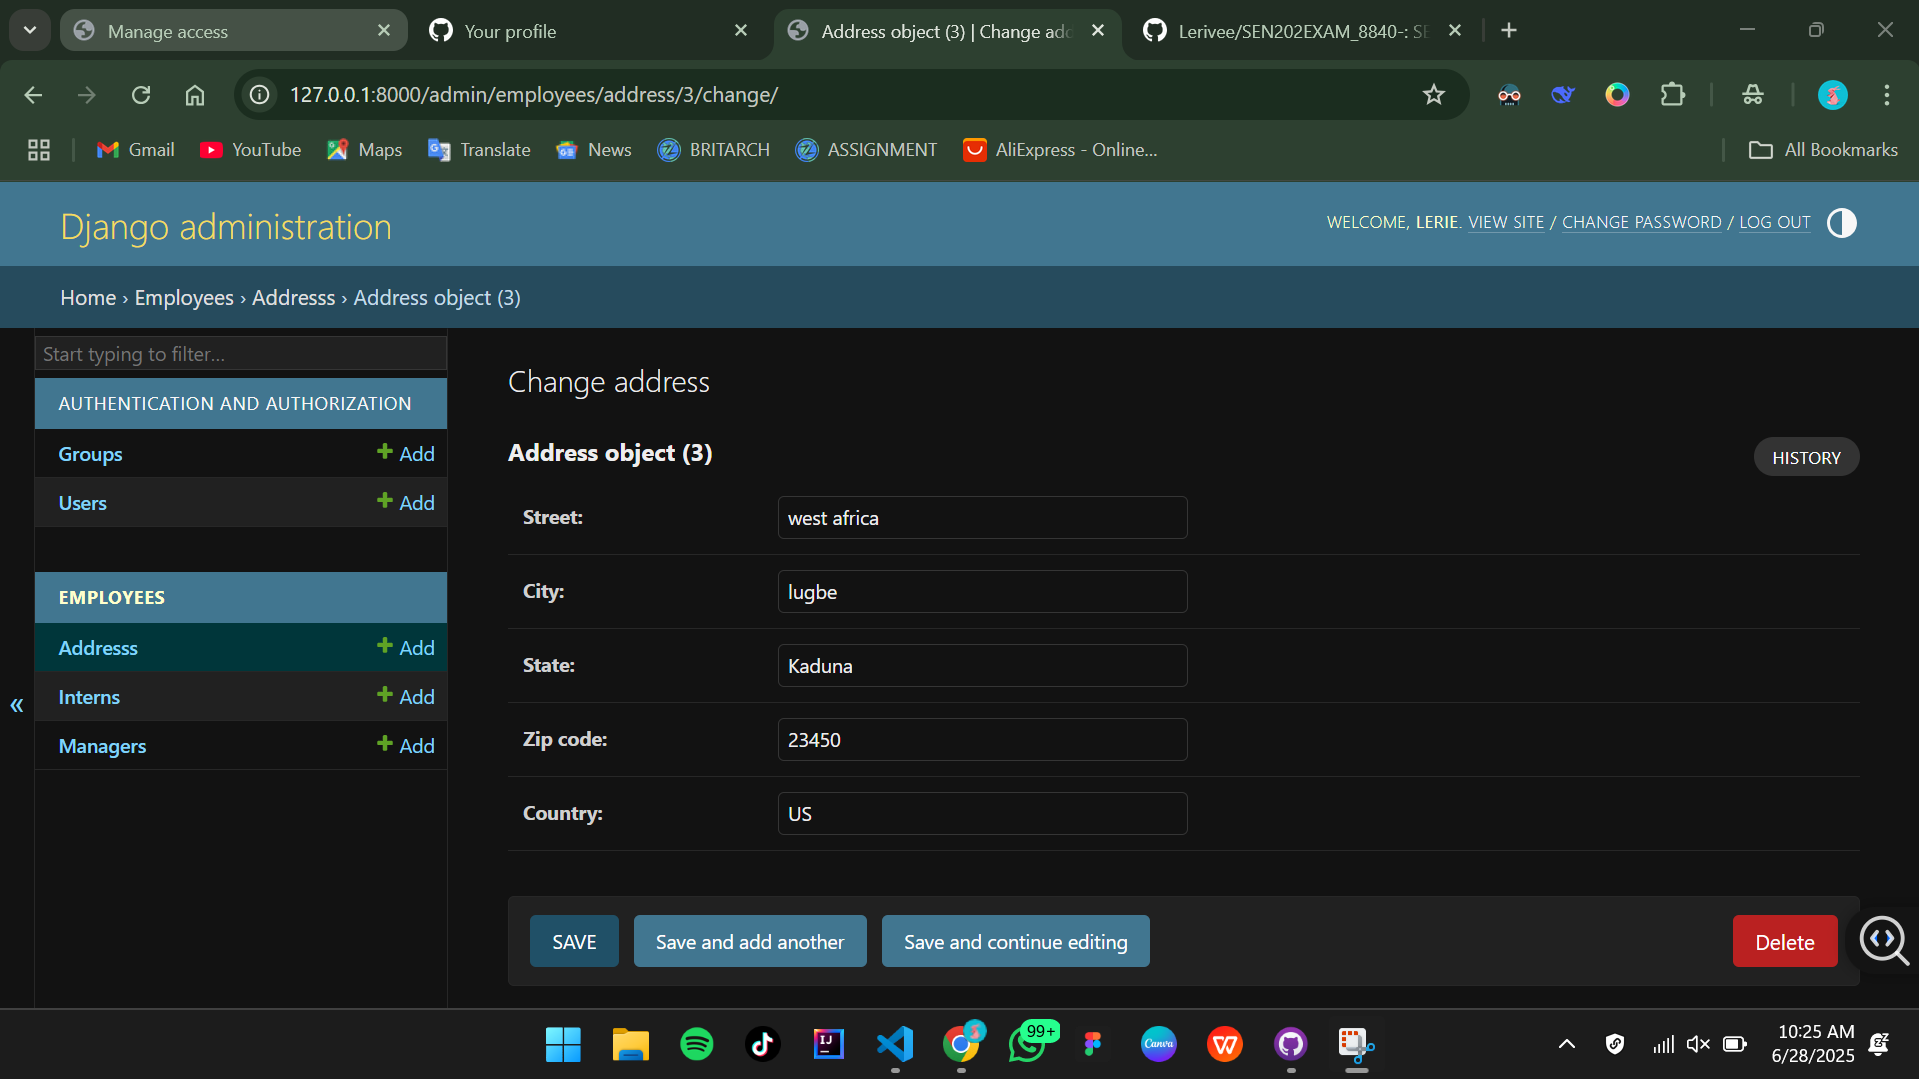 Manage access
Your profile
Address object (3) | Change add
Lerivee/SEN202EXAM_8840-: SE
127.0.0.1:8000/admin/employees/address/3/change/
Gmail
YouTube
Maps
Translate
News
BRITARCH
ASSIGNMENT
AliExpress - Online...
All Bookmarks
Django administration
WELCOME, LERIE. VIEW SITE / CHANGE PASSWORD / LOG OUT
Home › Employees › Addresss › Address object (3)
Start typing to filter...
AUTHENTICATION AND AUTHORIZATION
Groups + Add
Users + Add
EMPLOYEES
Addresss + Add
Interns + Add
Managers + Add
«
Change address
Address object (3)
HISTORY
Street: west africa
City: lugbe
State: Kaduna
Zip code: 23450
Country: US
SAVE
Save and add another
Save and continue editing
Delete
IJ
99+
Canva
10:25 AM
6/28/2025